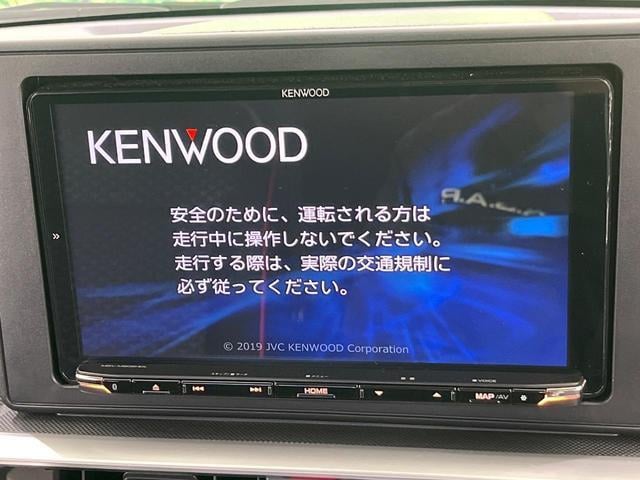 KENWOOD
KENWOOD
安全のために、運転される方は
走行中に操作しないでください。
走行する際は、実際の交通規制に
必ず従ってください。
© 2019 JVC KENWOOD Corporation
VOICE
HOME
MAP/AV